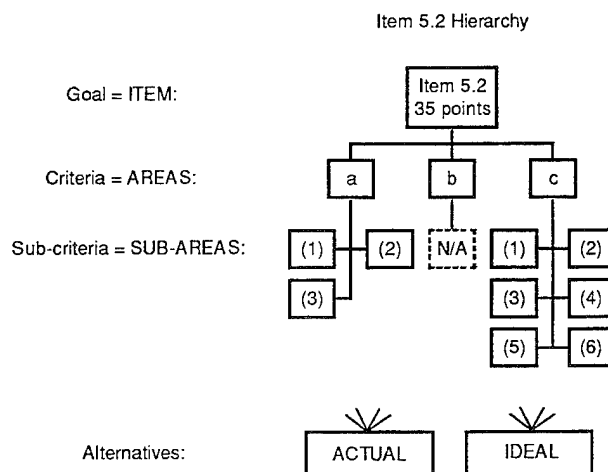 Item 5.2 Hierarchy
Goal = ITEM:
Item 5.2
35 points
Criteria = AREAS:
a
b
c
Sub-criteria = SUB-AREAS:
(1) (2)
N/A
(1) (2)
(3)
(3) (4)
(5) (6)
Alternatives:
ACTUAL
IDEAL